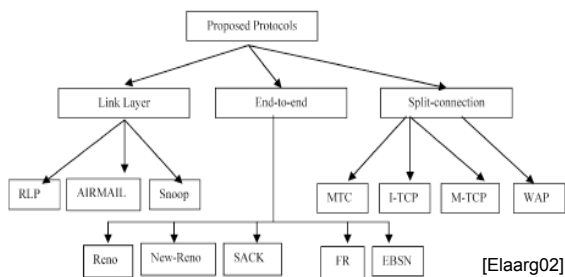 Proposed Protocols
Link Layer
End-to-end
Split-connection
RLP
AIRMAIL
Snoop
MTC
I-TCP
M-TCP
WAP
Reno
New-Reno
SACK
FR
EBSN
[Elaarg02]